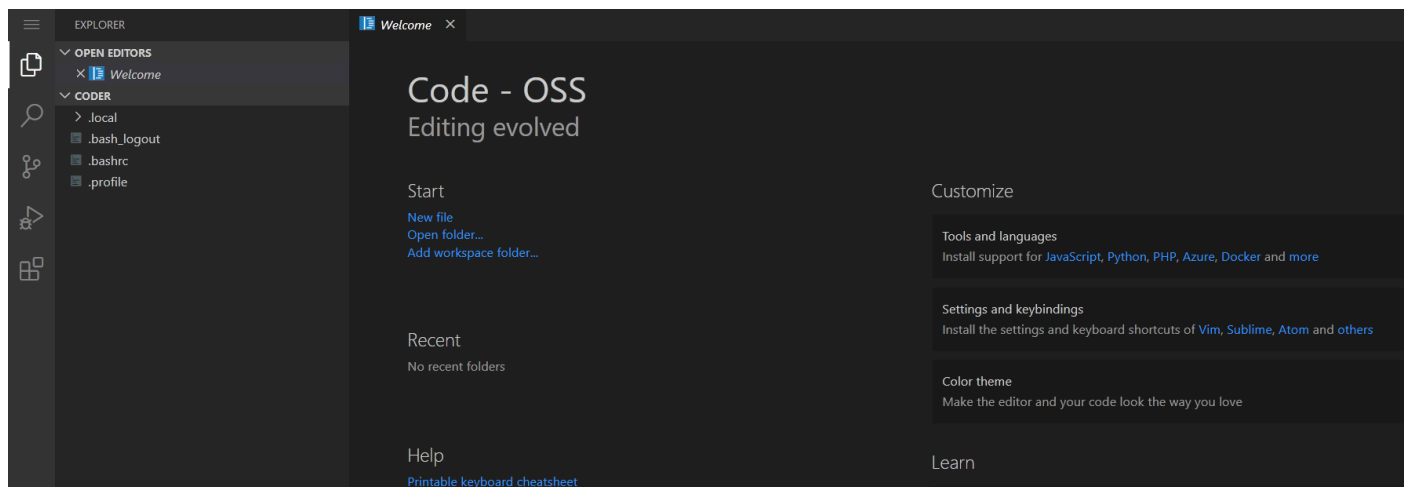 EXPLORER
OPEN EDITORS
Welcome
CODER
.local
.bash_logout
.bashrc
.profile
Welcome
Code - OSS
Editing evolved
Start
New file
Open folder...
Add workspace folder...
Recent
No recent folders
Help
Printable keyboard cheatsheet
Customize
Tools and languages
Install support for JavaScript, Python, PHP, Azure, Docker and more
Settings and keybindings
Install the settings and keyboard shortcuts of Vim, Sublime, Atom and others
Color theme
Make the editor and your code look the way you love
Learn